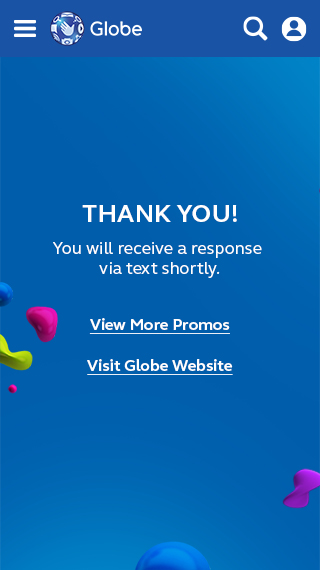 Globe
THANK YOU!
You will receive a response
via text shortly.
View More Promos
Visit Globe Website